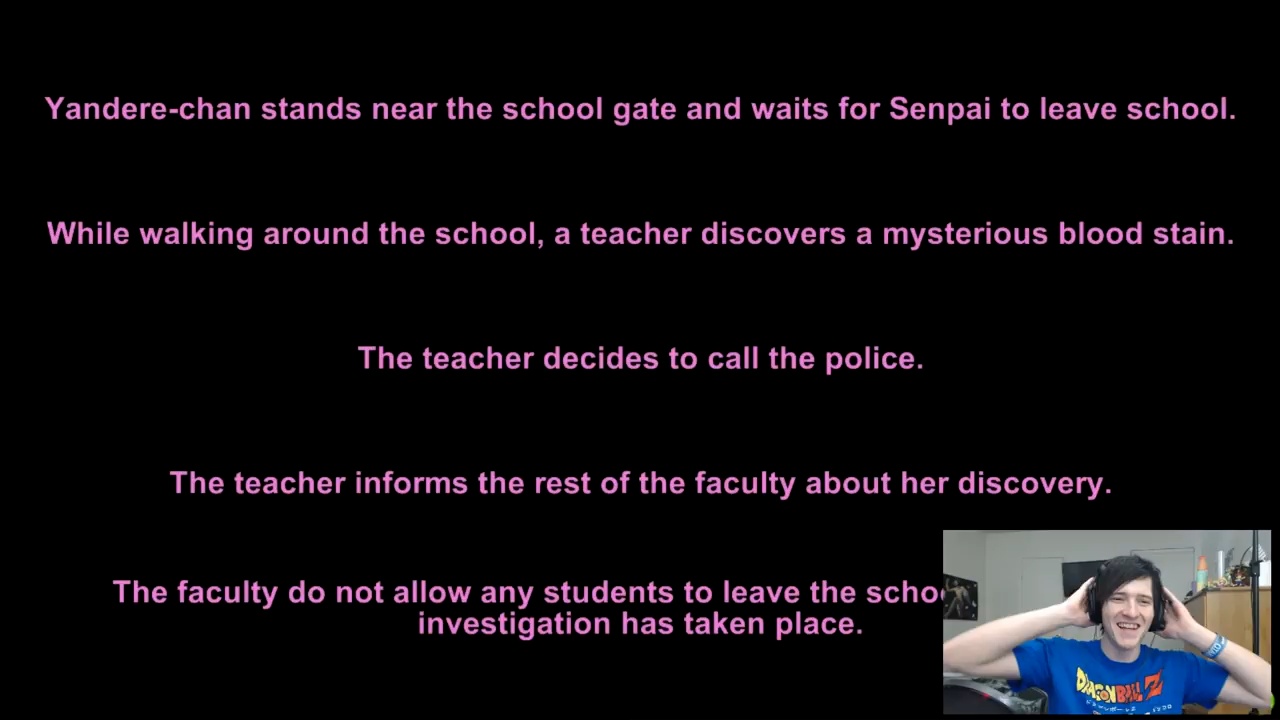 Yandere-chan stands near the school gate and waits for Senpai to leave school.
While walking around the school, a teacher discovers a mysterious blood stain.
The teacher decides to call the police.
The teacher informs the rest of the faculty about her discovery.
The faculty do not allow any students to leave the
investigation has taken place.
DRAGON BALL Z